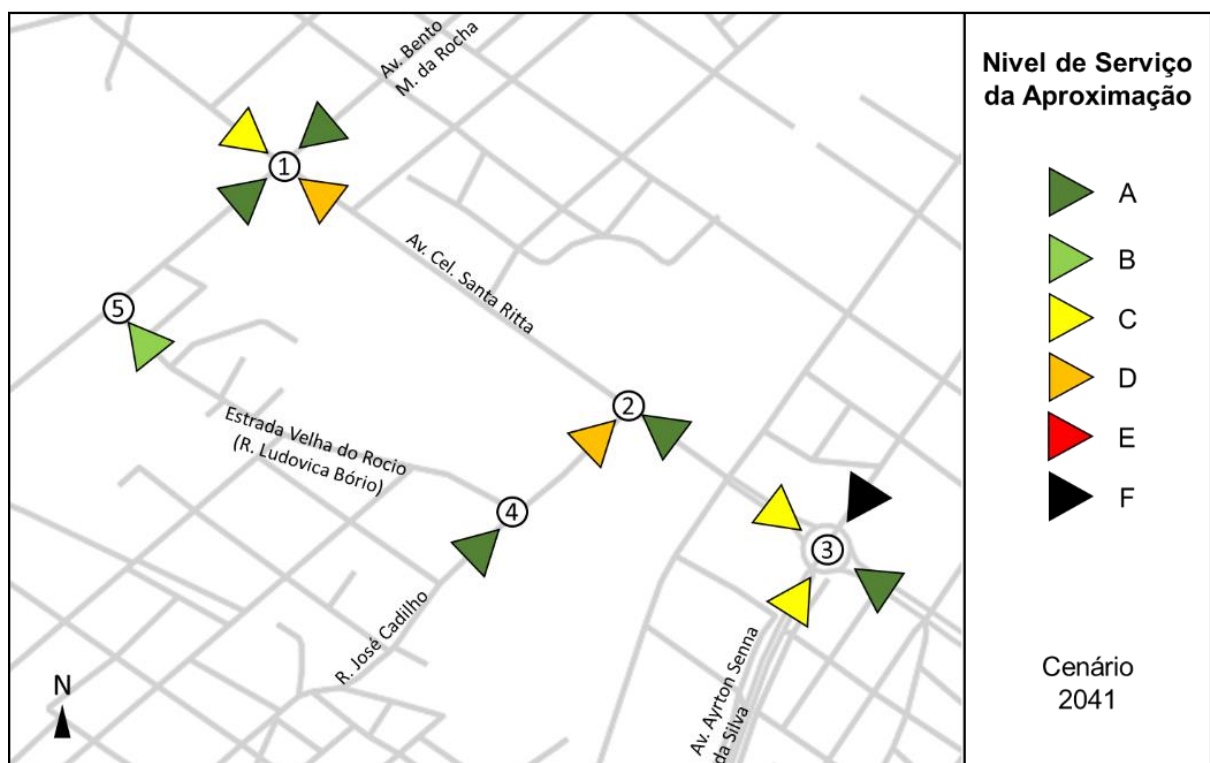 Av. Bento
M. da Rocha
1
Av. Cel. Santa Ritta
5
2
Estrada Velha do Rocio
(R. Ludovica Bório)
4
3
R. José Cadilho
Av. Ayrton Senna
da Silva
N
Nivel de Serviço
da Aproximação
A
B
C
D
E
F
Cenário
2041